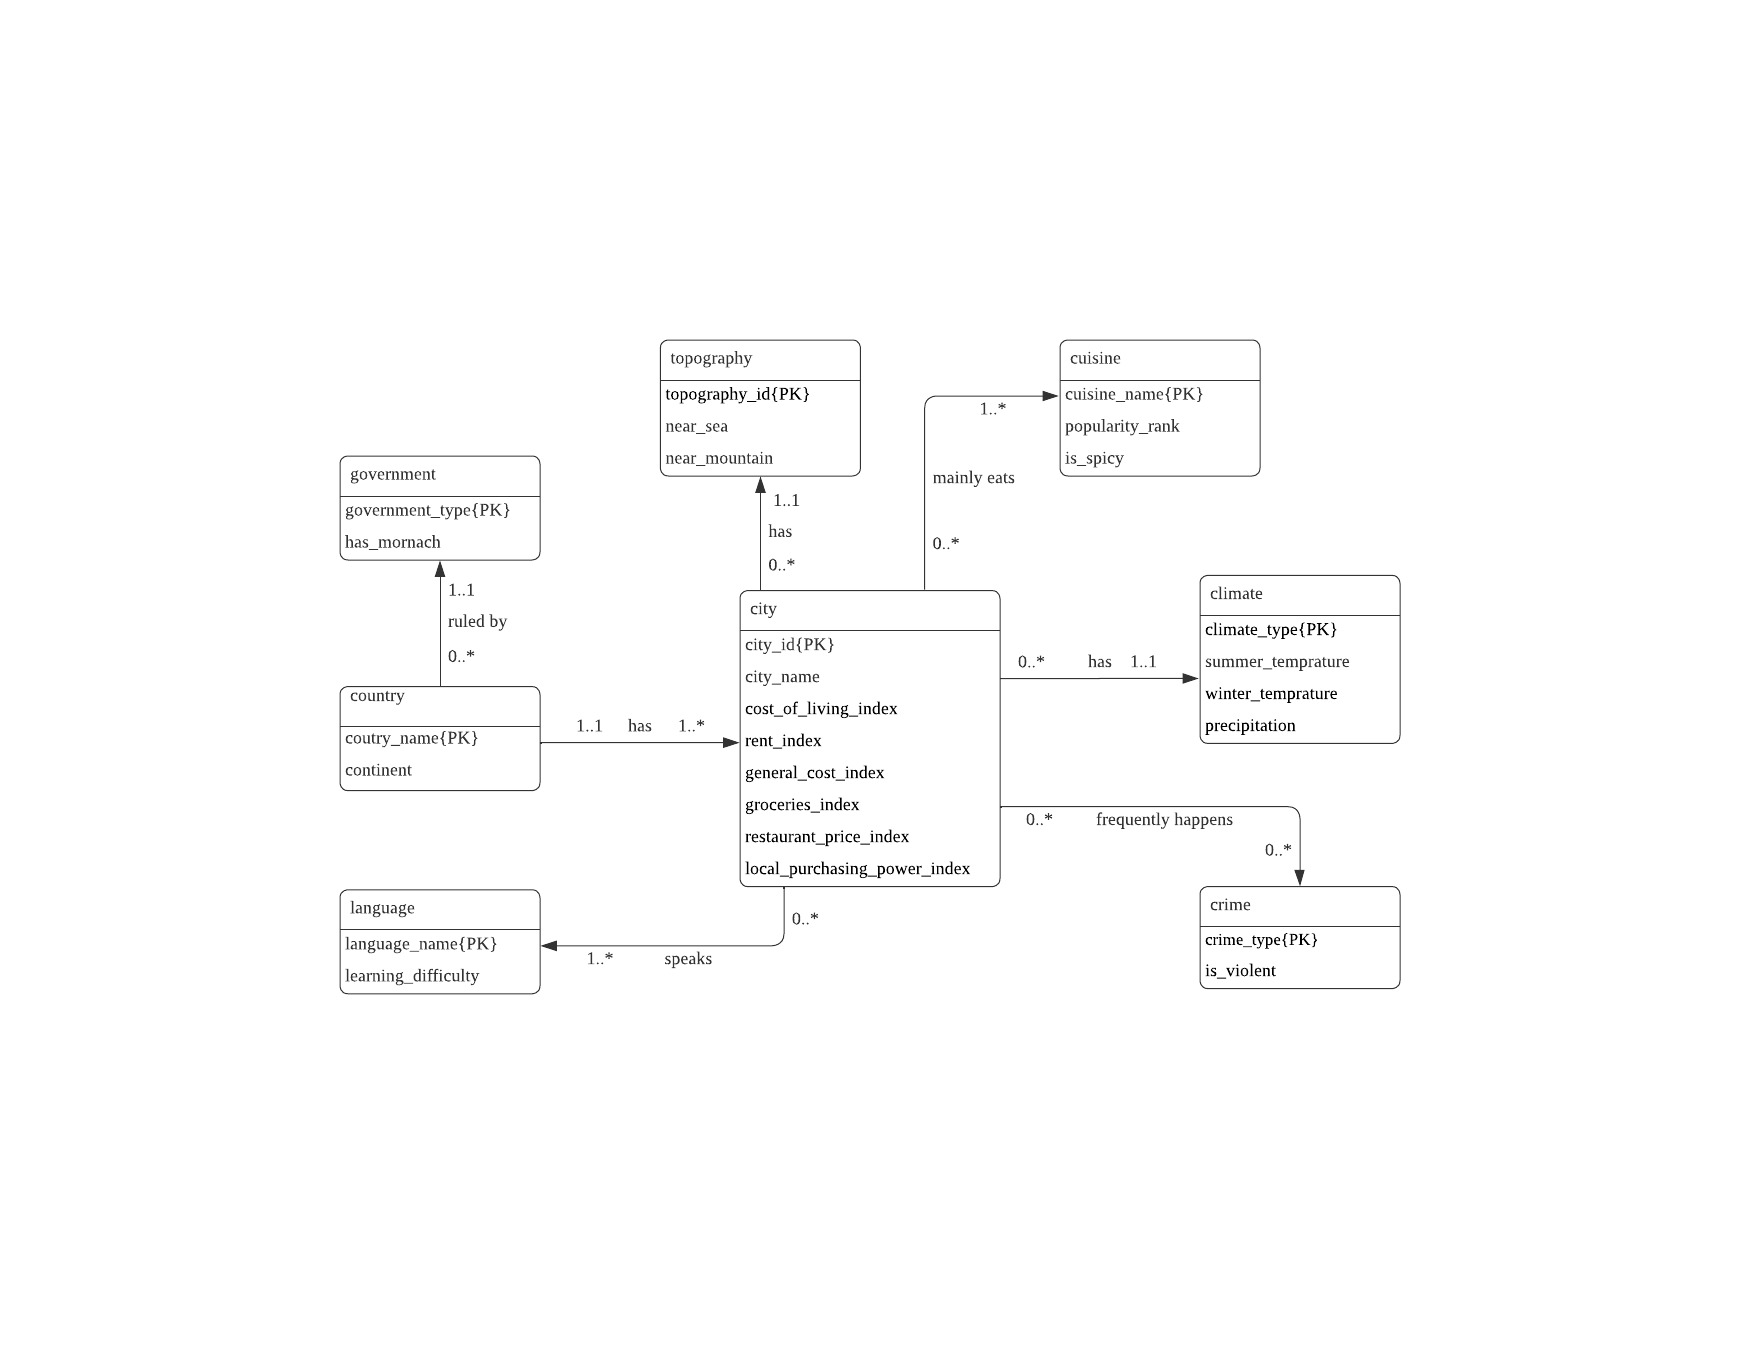 topography
topography_id{PK}
near_sea
near_mountain
cuisine
cuisine_name{PK}
popularity_rank
is_spicy
1..*
mainly eats
0..*
government
government_type{PK}
has_mornach
1..1
has
0..*
1..1
ruled by
0..*
country
coutry_name{PK}
continent
1..1 has 1..*
city
city_id{PK}
city_name
cost_of_living_index
rent_index
general_cost_index
groceries_index
restaurant_price_index
local_purchasing_power_index
climate
climate_type{PK}
summer_temprature
winter_temprature
precipitation
0..* has 1..1
0..* frequently happens
0..*
crime
crime_type{PK}
is_violent
language
language_name{PK}
learning_difficulty
0..*
1..* speaks